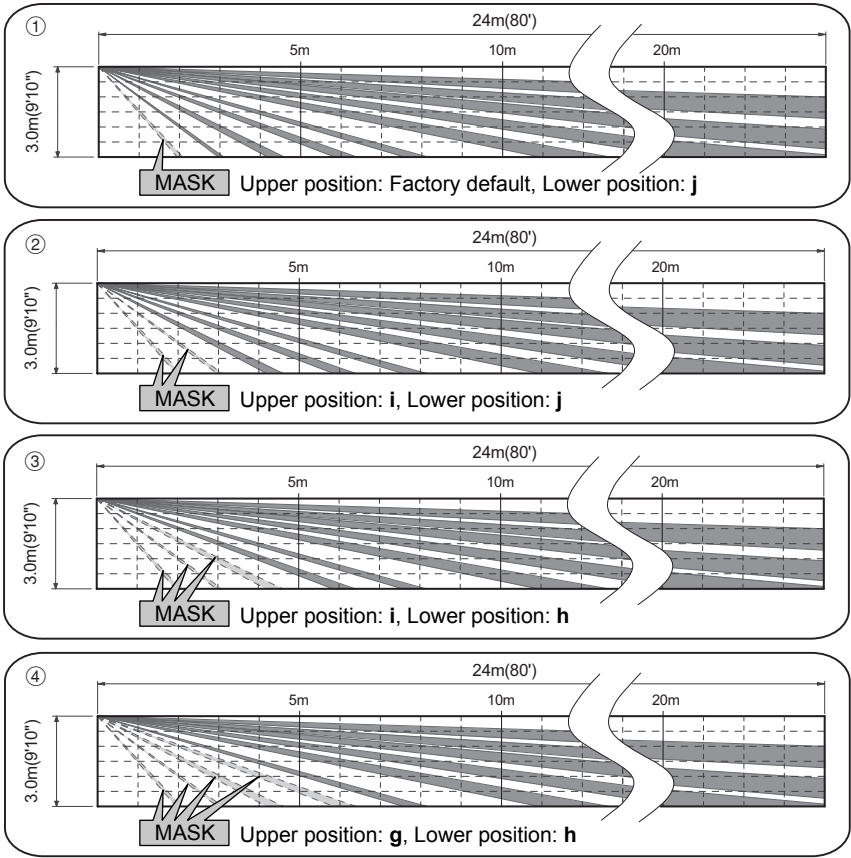 ①
24m(80')
5m 10m 20m
3.0m(9'10")
MASK Upper position: Factory default, Lower position: j
②
24m(80')
5m 10m 20m
3.0m(9'10")
MASK Upper position: i, Lower position: j
③
24m(80')
5m 10m 20m
3.0m(9'10")
MASK Upper position: i, Lower position: h
④
24m(80')
5m 10m 20m
3.0m(9'10")
MASK Upper position: g, Lower position: h